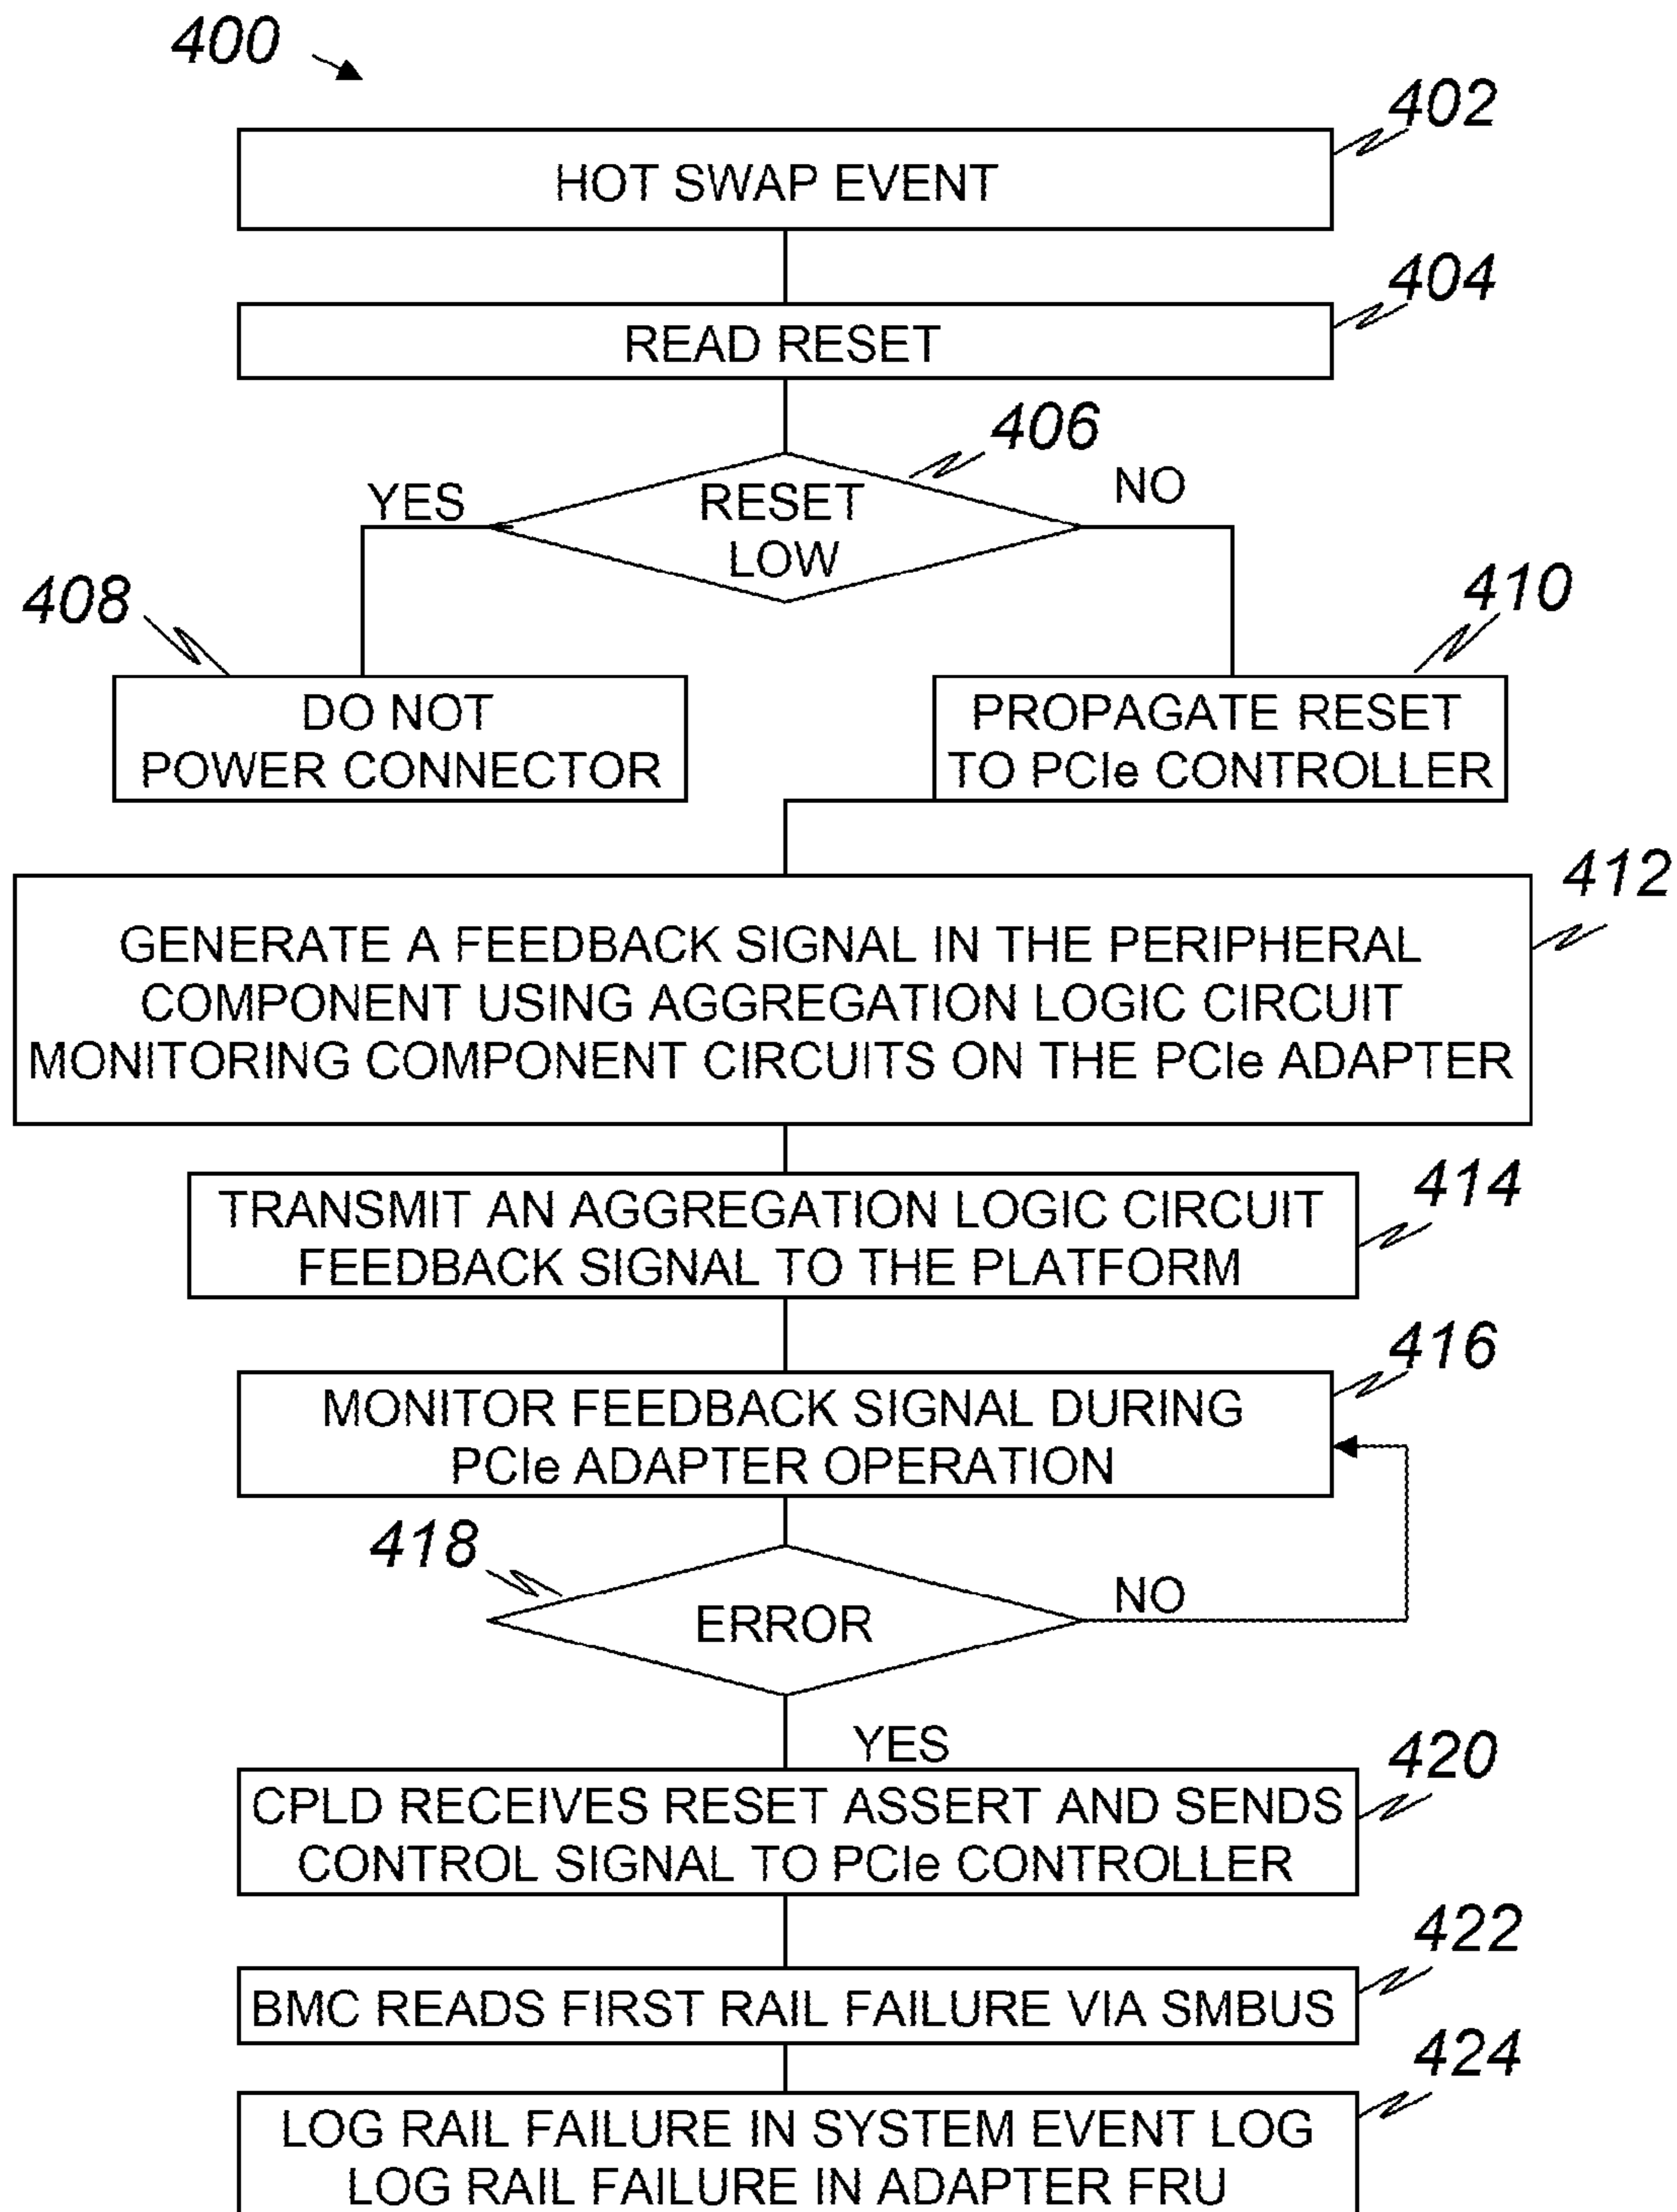 400
402
HOT SWAP EVENT
404
READ RESET
406
YES
RESET
LOW
NO
408
410
DO NOT
POWER CONNECTOR
PROPAGATE RESET
TO PCIe CONTROLLER
412
GENERATE A FEEDBACK SIGNAL IN THE PERIPHERAL
COMPONENT USING AGGREGATION LOGIC CIRCUIT
MONITORING COMPONENT CIRCUITS ON THE PCIe ADAPTER
414
TRANSMIT AN AGGREGATION LOGIC CIRCUIT
FEEDBACK SIGNAL TO THE PLATFORM
416
MONITOR FEEDBACK SIGNAL DURING
PCIe ADAPTER OPERATION
418
ERROR
NO
YES
420
CPLD RECEIVES RESET ASSERT AND SENDS
CONTROL SIGNAL TO PCIe CONTROLLER
422
BMC READS FIRST RAIL FAILURE VIA SMBUS
424
LOG RAIL FAILURE IN SYSTEM EVENT LOG
LOG RAIL FAILURE IN ADAPTER FRU